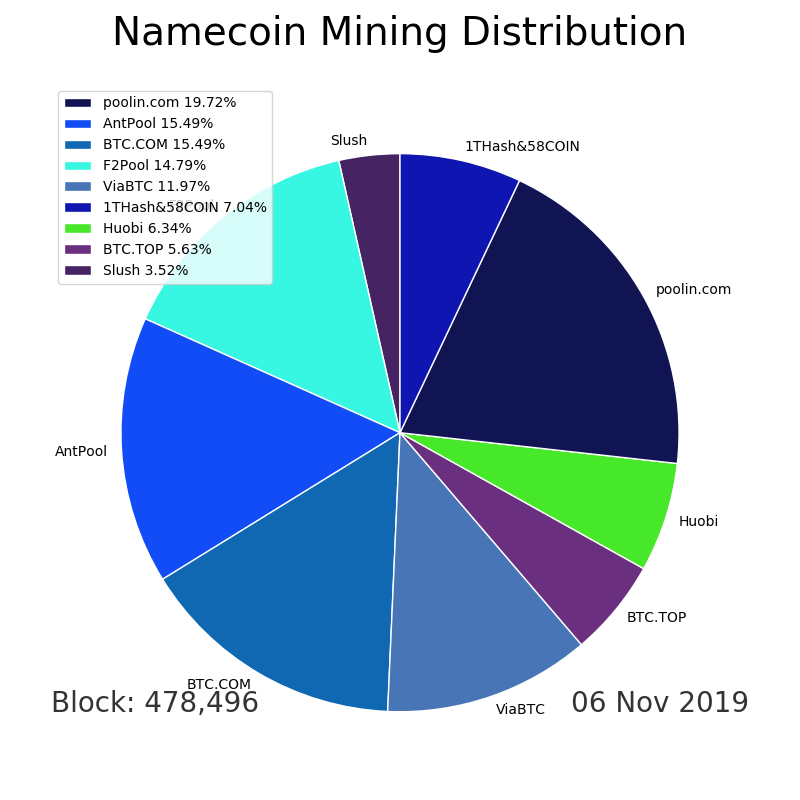 Namecoin Mining Distribution
poolin.com 19.72%
AntPool 15.49%
BTC.COM 15.49%
F2Pool 14.79%
ViaBTC 11.97%
1THash&58COIN 7.04%
Huobi 6.34%
BTC.TOP 5.63%
Slush 3.52%
Slush
1THash&58COIN
poolin.com
AntPool
Huobi
BTC.TOP
BTC.COM
ViaBTC
Block: 478,496
06 Nov 2019